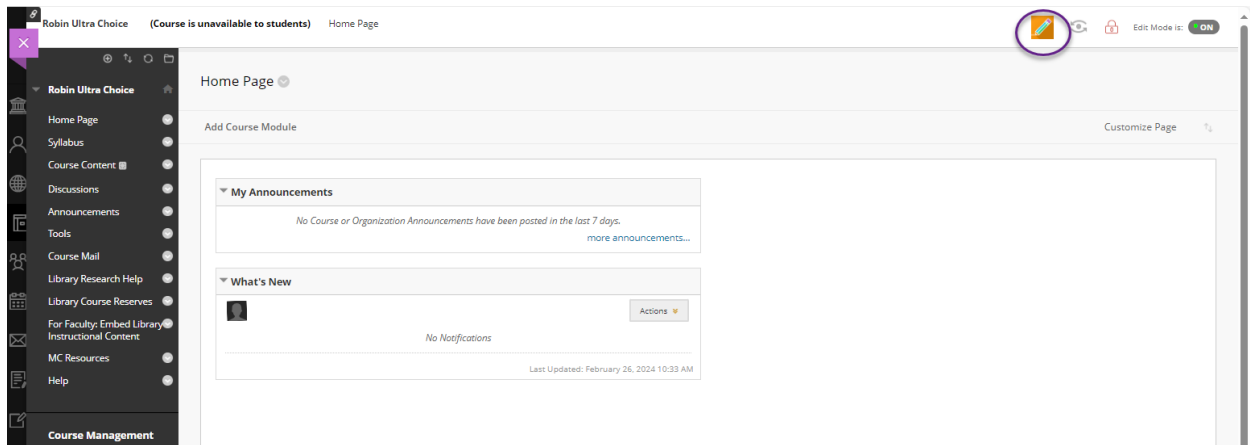 Robin Ultra Choice (Course is unavailable to students) Home Page
Edit Mode is: ON
Robin Ultra Choice
Home Page
Syllabus
Course Content
Discussions
Announcements
Tools
Course Mail
Library Research Help
Library Course Reserves
For Faculty: Embed Library
Instructional Content
MC Resources
Help
Course Management
Home Page
Add Course Module
Customize Page
My Announcements
No Course or Organization Announcements have been posted in the last 7 days.
more announcements...
What's New
Actions
No Notifications
Last Updated: February 26, 2024 10:33 AM